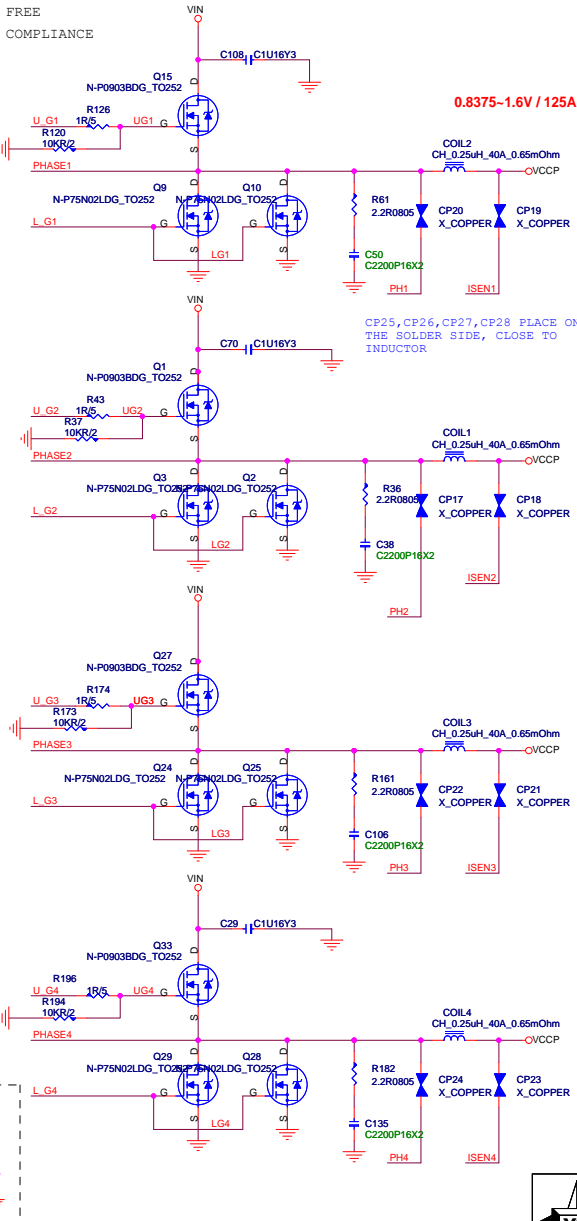 FREE
COMPLIANCE
VIN
C108 C1U16Y3
Q15
N-P0903BDG_TO252
D
0.8375~1.6V / 125A
R126
U_G1 1R/5 UG1 G
R120
10KR/2
S
COIL2
CH_0.25uH_40A_0.65mOhm
PHASE1
VCCP
Q9 Q10
N-P75N02LDG_TO252 N-P75N02LDG_TO252
D D
R61
2.2R0805
CP20 CP19
X_COPPER X_COPPER
L_G1 G LG1 G
S S
C50
C2200P16X2
PH1 ISEN1
VIN
CP25,CP26,CP27,CP28 PLACE ON
THE SOLDER SIDE, CLOSE TO
INDUCTOR
C70 C1U16Y3
Q1
N-P0903BDG_TO252
D
R43
U_G2 1R/5 UG2 G
R37
10KR/2
S
COIL1
CH_0.25uH_40A_0.65mOhm
PHASE2
VCCP
Q3 Q2
N-P75N02LDG_TO252 N-P75N02LDG_TO252
D D
R36
2.2R0805
CP17 CP18
X_COPPER X_COPPER
L_G2 G LG2 G
S S
C38
C2200P16X2
ISEN2
PH2
VIN
Q27
N-P0903BDG_TO252
D
R174
U_G3 1R/5 UG3 G
R173
10KR/2
S
COIL3
CH_0.25uH_40A_0.65mOhm
PHASE3
VCCP
Q24 Q25
N-P75N02LDG_TO252 N-P75N02LDG_TO252
D D
R161
2.2R0805
CP22 CP21
X_COPPER X_COPPER
L_G3 G LG3 G
S S
C106
C2200P16X2
PH3 ISEN3
VIN
C29 C1U16Y3
Q33
N-P0903BDG_TO252
D
R196
U_G4 1R/5 UG4 G
R194
10KR/2
S
COIL4
CH_0.25uH_40A_0.65mOhm
PHASE4
VCCP
Q29 Q28
N-P75N02LDG_TO252 N-P75N02LDG_TO252
D D
R182
2.2R0805
CP24 CP23
X_COPPER X_COPPER
L_G4 G LG4 G
S S
C135
C2200P16X2
PH4 ISEN4